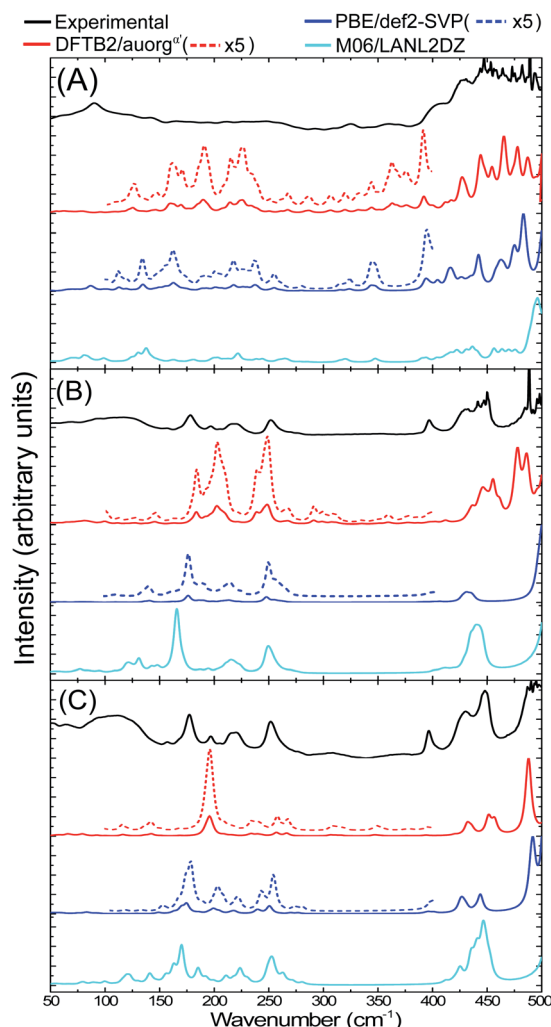 Experimental
PBE/def2-SVP( x5)
DFTB2/auorgα'( x5)
M06/LANL2DZ
(A)
(B)
(C)
Intensity (arbitrary units)
50 100 150 200 250 300 350 400 450 500
Wavenumber (cm-1)